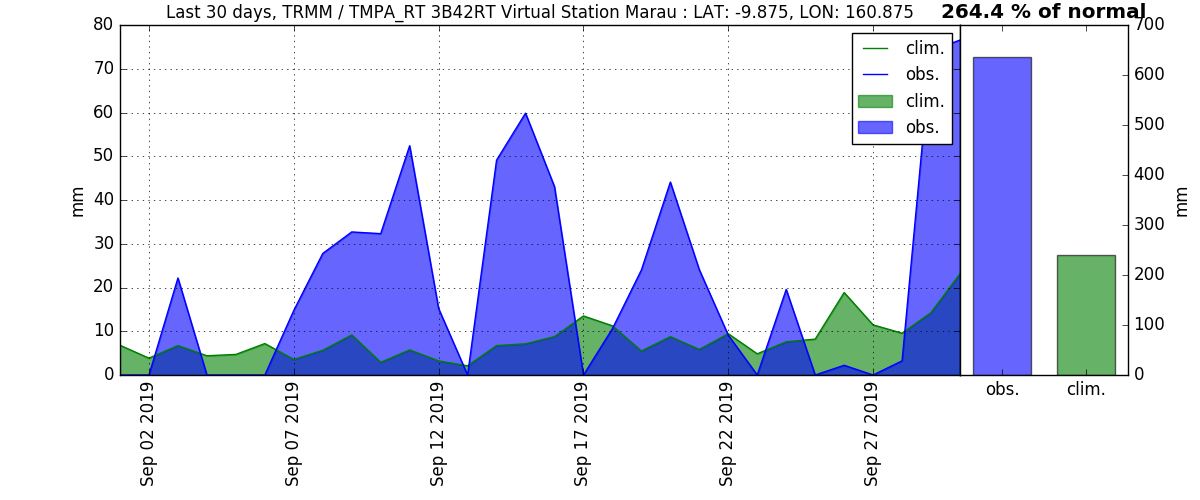 Last 30 days, TRMM / TMPA_RT 3B42RT Virtual Station Marau : LAT: -9.875, LON: 160.875
264.4 % of normal
80
70
60
50
40
30
20
10
0
mm
Sep 02 2019
Sep 07 2019
Sep 12 2019
Sep 17 2019
Sep 22 2019
Sep 27 2019
clim.
obs.
clim.
obs.
700
600
500
400
300
200
100
0
mm
obs.
clim.